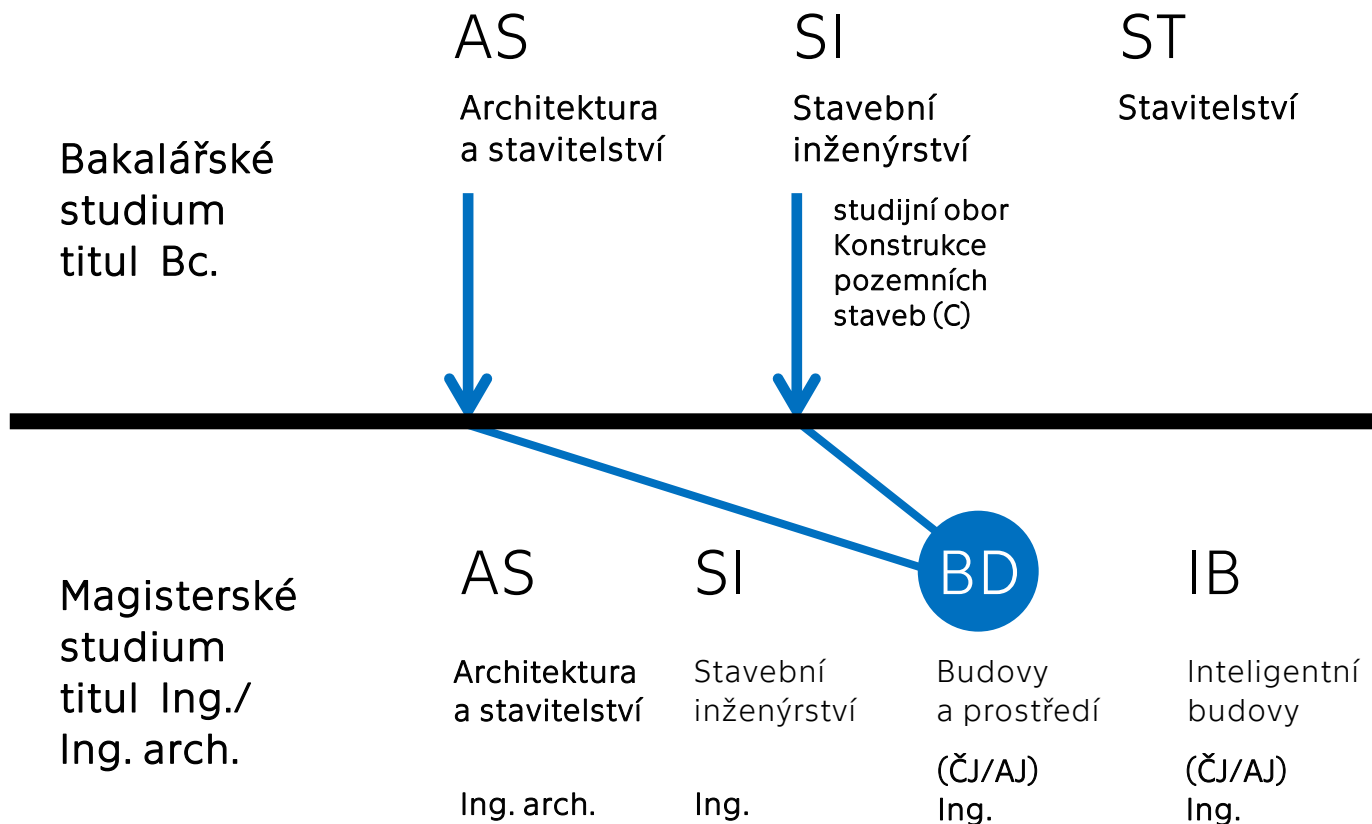 AS
SI
ST
Architektura
a stavitelství
Stavební
inženýrství
Stavitelství
Bakalářské
studium
titul Bc.
studijní obor
Konstrukce
pozemních
staveb (C)
AS
SI
BD
IB
Magisterské
studium
titul Ing./
Ing. arch.
Architektura
a stavitelství
Ing. arch.
Stavební
inženýrství
Ing.
Budovy
a prostředí
(ČJ/AJ)
Ing.
Inteligentní
budovy
(ČJ/AJ)
Ing.